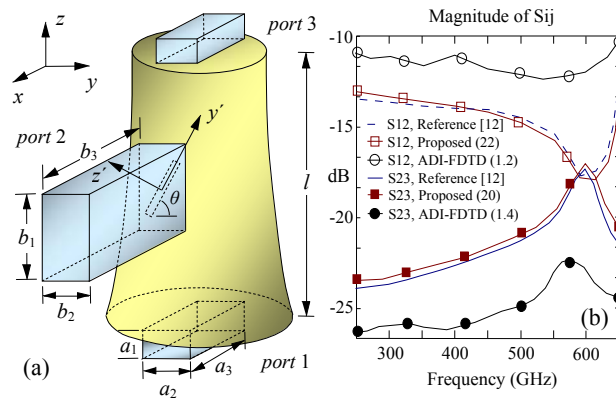 z
y
x
port 3
port 2
b3
y´
z´
θ
b1
b2
l
a1
a2
a3
port 1
(a)
Magnitude of Sij
-10
-15
dB
-20
-25
S12, Reference [12]
S12, Proposed (22)
S12, ADI-FDTD (1.2)
S23, Reference [12]
S23, Proposed (20)
S23, ADI-FDTD (1.4)
(b)
300 400 500 600
Frequency (GHz)